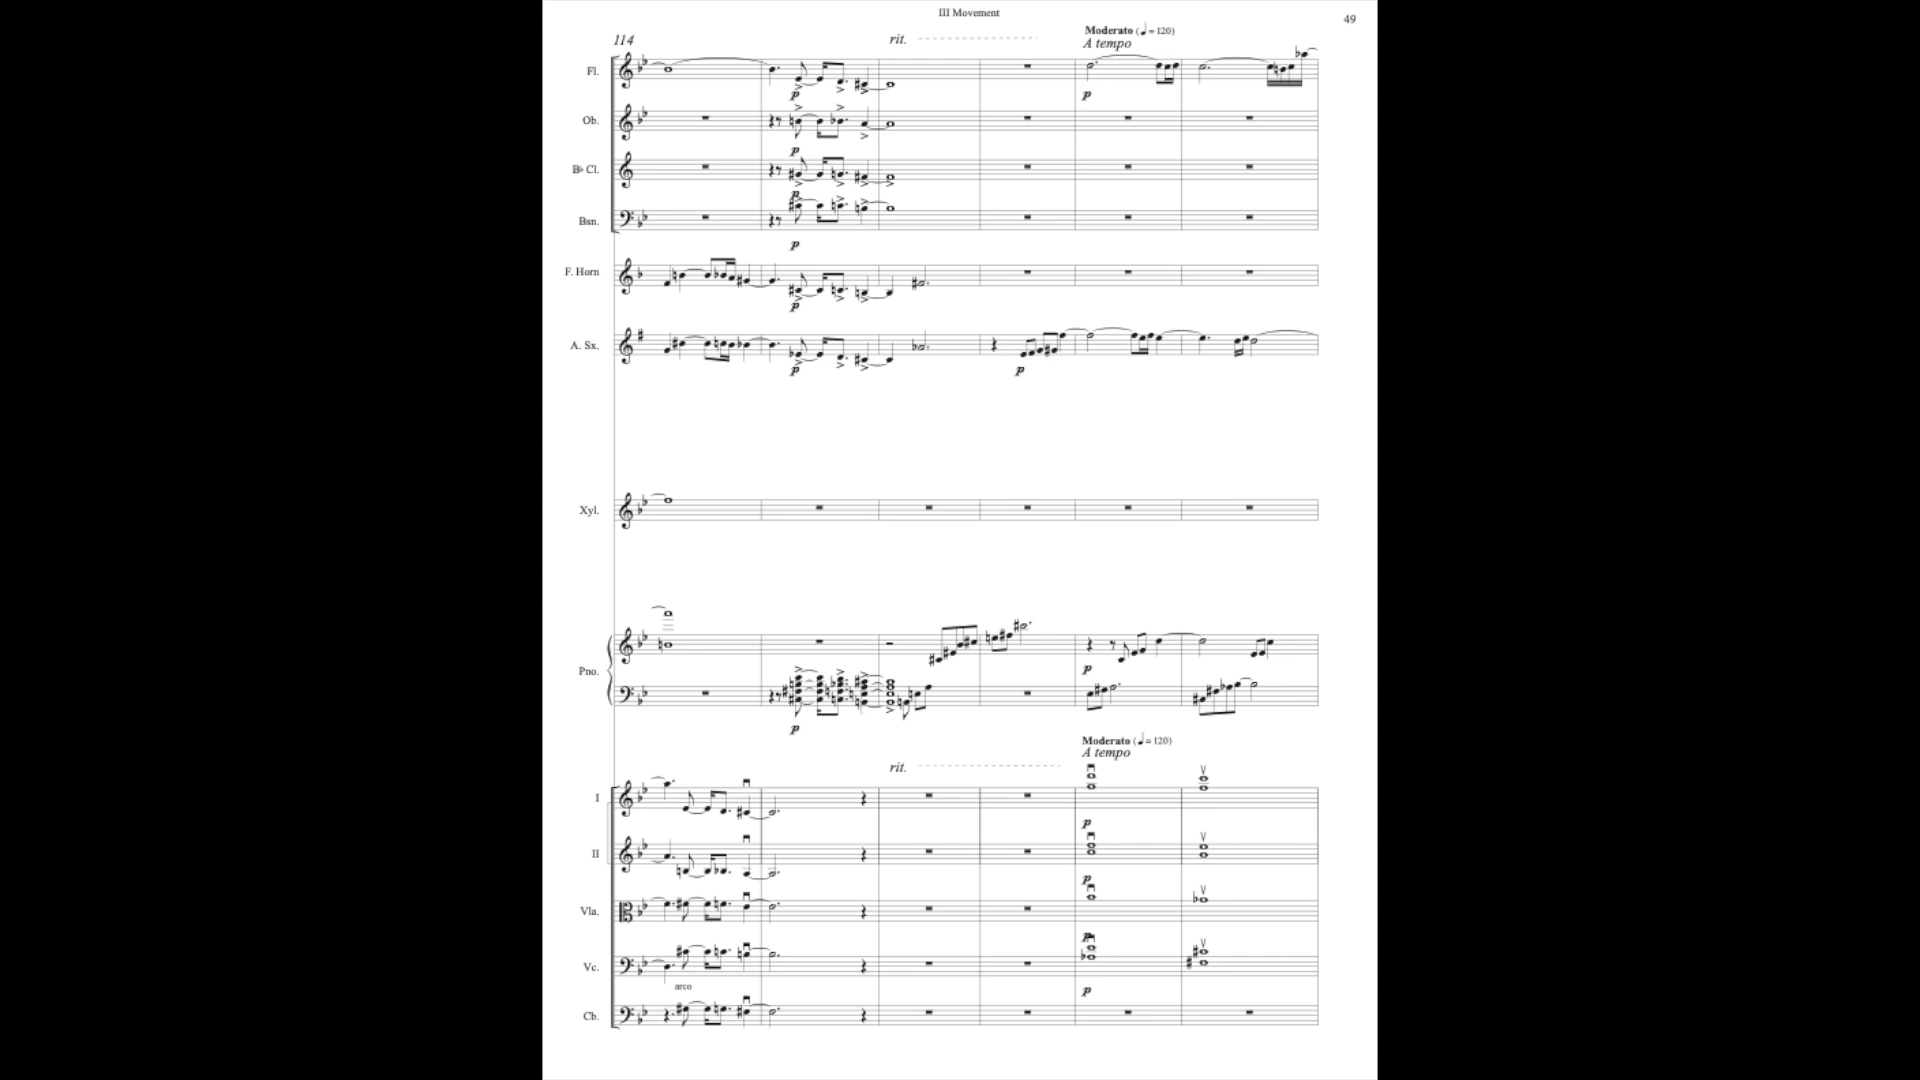 III Movement
49
114
rit.
Moderato (♩= 120)
A tempo
Fl.
p
p
Ob.
p
B♭ Cl.
p
Bsn.
p
F. Horn
p
A. Sx.
p
p
Xyl.
Pno.
p
p
Moderato (♩= 120)
A tempo
rit.
I
p
II
p
Vla.
p
Vc.
p
arco
Cb.